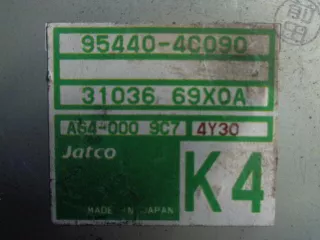 95440-4C090
31036 69X0A
A64-000 9C7 4Y30
Jatco
K4
MADE IN JAPAN